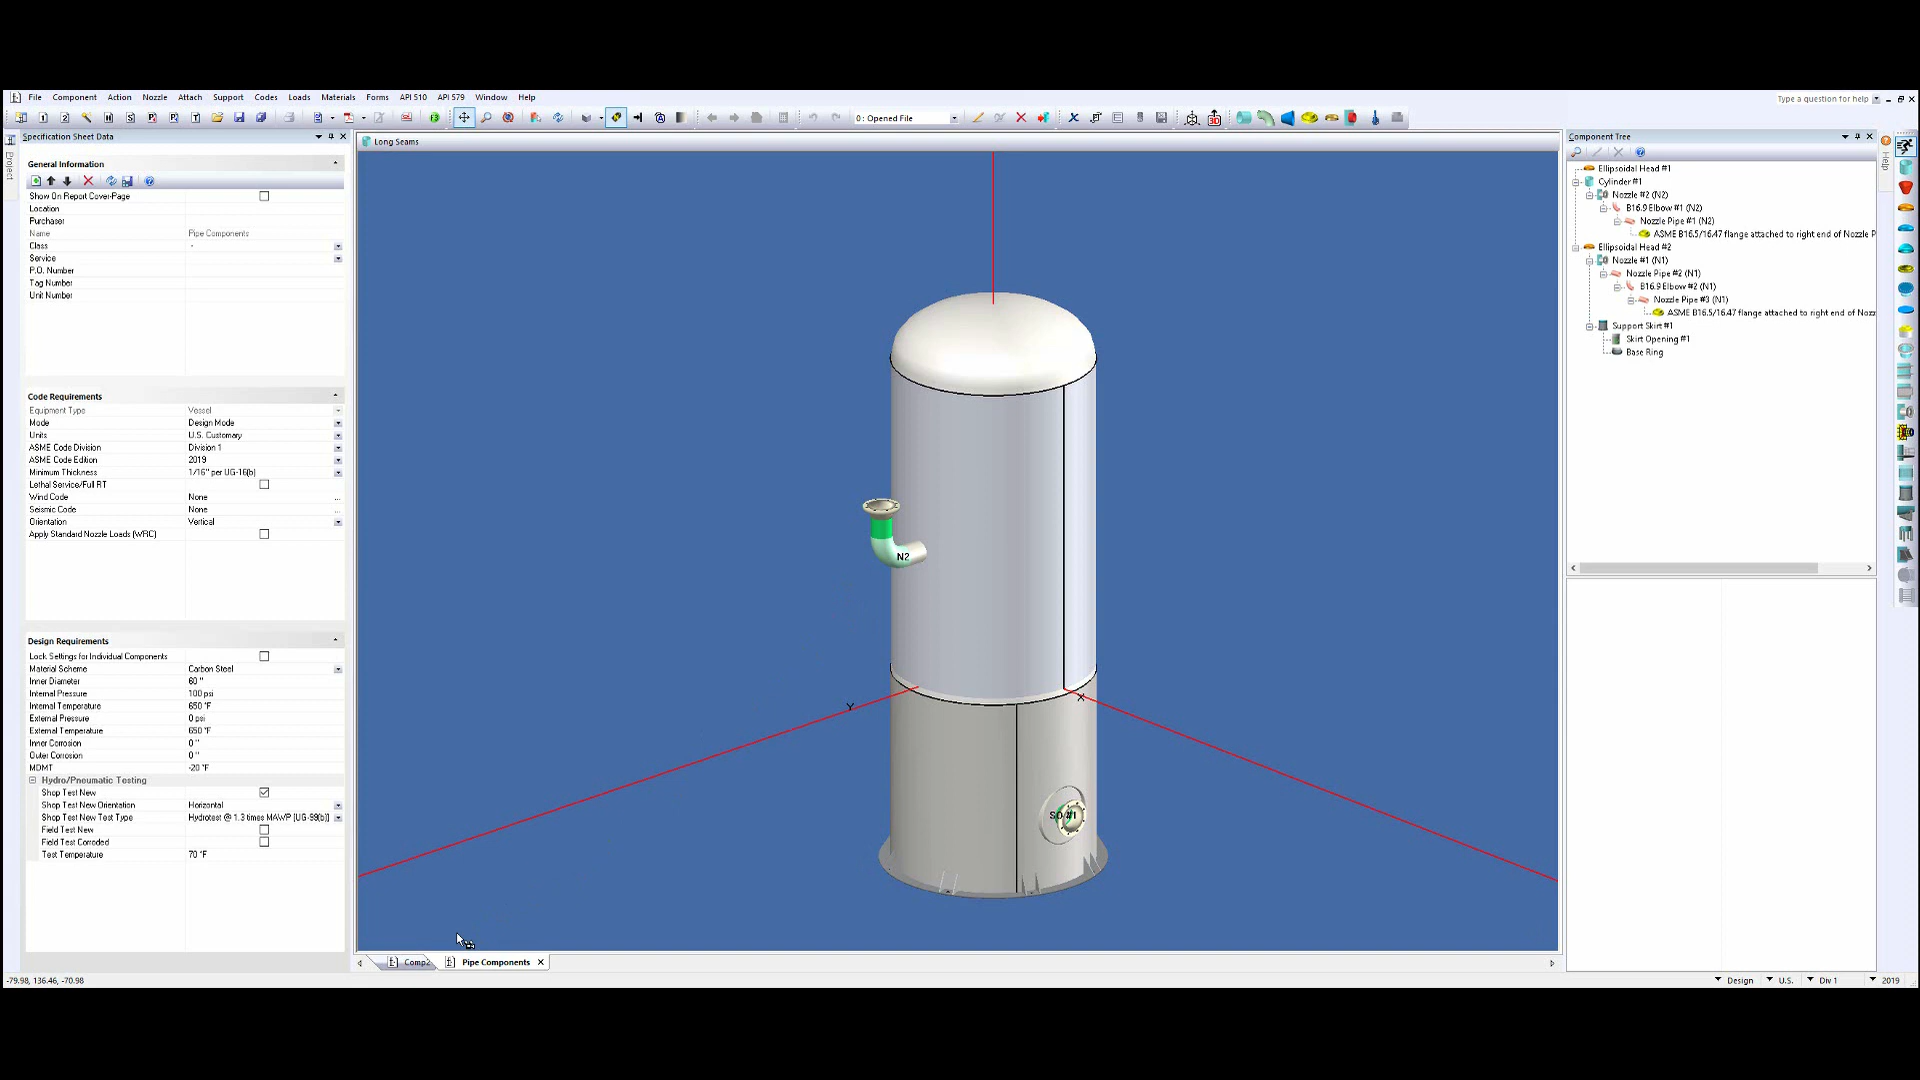 File Component Action Nozzle Attach Support Codes Loads Materials Forms API 510 API 579 Window Help
Type a question for help
0 : Opened File
Specification Sheet Data
Long Seams
Component Tree
Project
Help
General Information
Show On Report Cover-Page
Location
Purchaser
Name Pipe Components
Class -
Service
P.O. Number
Tag Number
Unit Number
Code Requirements
Equipment Type Vessel
Mode Design Mode
Units U.S. Customary
ASME Code Division Division 1
ASME Code Edition 2019
Minimum Thickness 1/16" per UG-16(b)
Lethal Service/Full RT
Wind Code None ...
Seismic Code None ...
Orientation Vertical
Apply Standard Nozzle Loads (WRC)
Design Requirements
Lock Settings for Individual Components
Material Scheme Carbon Steel
Inner Diameter 60 "
Internal Pressure 100 psi
Internal Temperature 650 °F
External Pressure 0 psi
External Temperature 650 °F
Inner Corrosion 0 "
Outer Corrosion 0 "
MDMT -20 °F
Hydro/Pneumatic Testing
Shop Test New
Shop Test New Orientation Horizontal
Shop Test New Test Type Hydrotest @ 1.3 times MAWP [UG-99(b)]
Field Test New
Field Test Corroded
Test Temperature 70 °F
N2
Y
X
SO #1
Ellipsoidal Head #1
Cylinder #1
Nozzle #2 (N2)
B16.9 Elbow #1 (N2)
Nozzle Pipe #1 (N2)
ASME B16.5/16.47 flange attached to right end of Nozzle P
Ellipsoidal Head #2
Nozzle #1 (N1)
Nozzle Pipe #2 (N1)
B16.9 Elbow #2 (N1)
Nozzle Pipe #3 (N1)
ASME B16.5/16.47 flange attached to right end of Noz
Support Skirt #1
Skirt Opening #1
Base Ring
Comp2 Pipe Components
-79.98, 136.46, -70.98
Design U.S. Div 1 2019